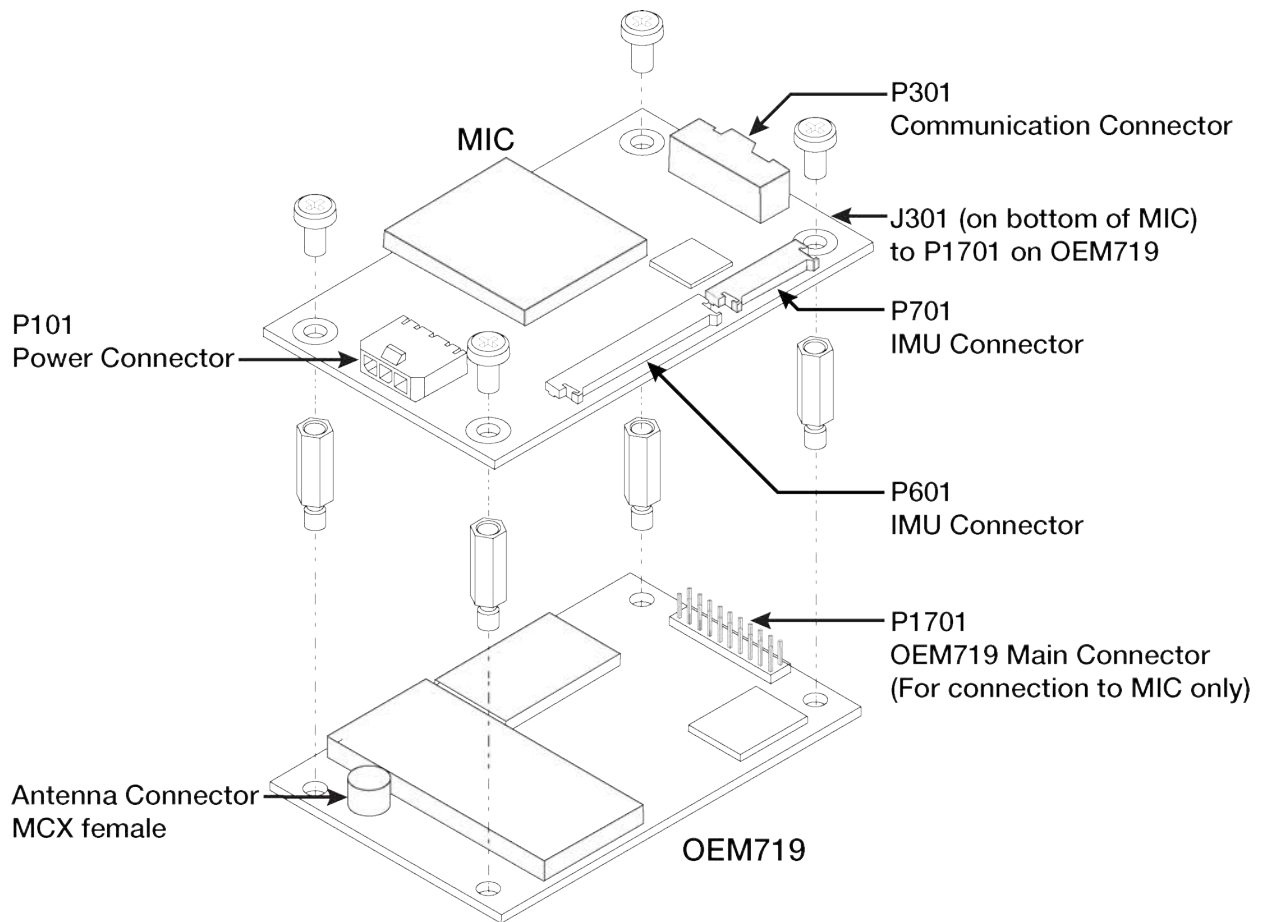 P301
Communication Connector
MIC
J301 (on bottom of MIC)
to P1701 on OEM719
P701
IMU Connector
P101
Power Connector
P601
IMU Connector
P1701
OEM719 Main Connector
(For connection to MIC only)
Antenna Connector
MCX female
OEM719